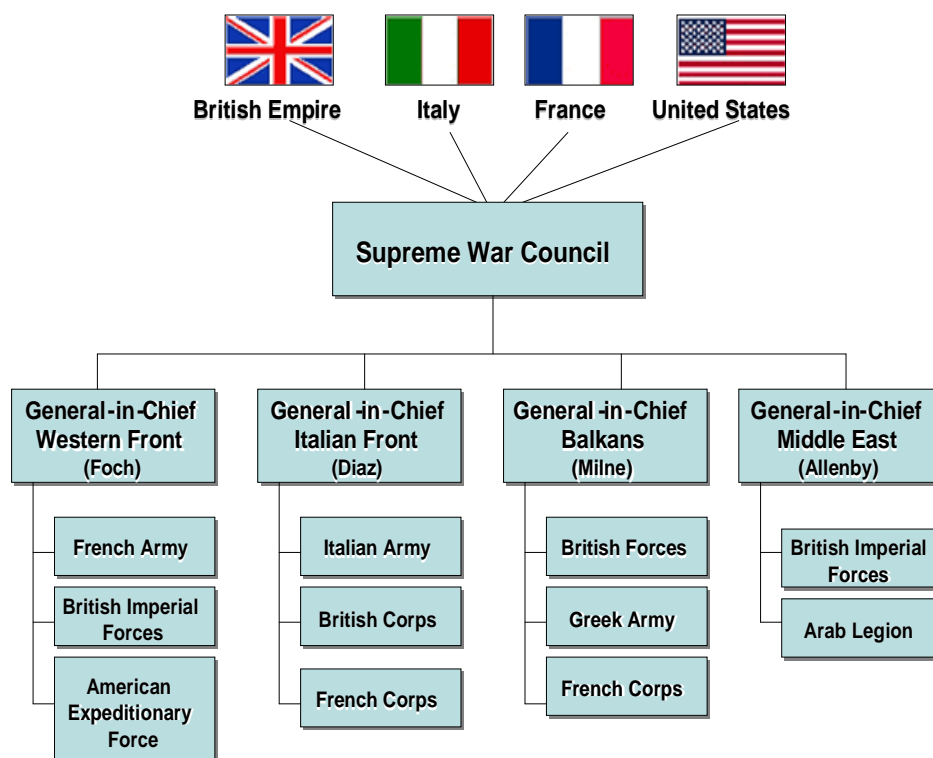 British Empire
Italy
France
United States
Supreme War Council
General-in-Chief
Western Front
(Foch)
General-in-Chief
Italian Front
(Diaz)
General-in-Chief
Balkans
(Milne)
General-in-Chief
Middle East
(Allenby)
French Army
British Imperial
Forces
American
Expeditionary
Force
Italian Army
British Corps
French Corps
British Forces
Greek Army
French Corps
British Imperial
Forces
Arab Legion